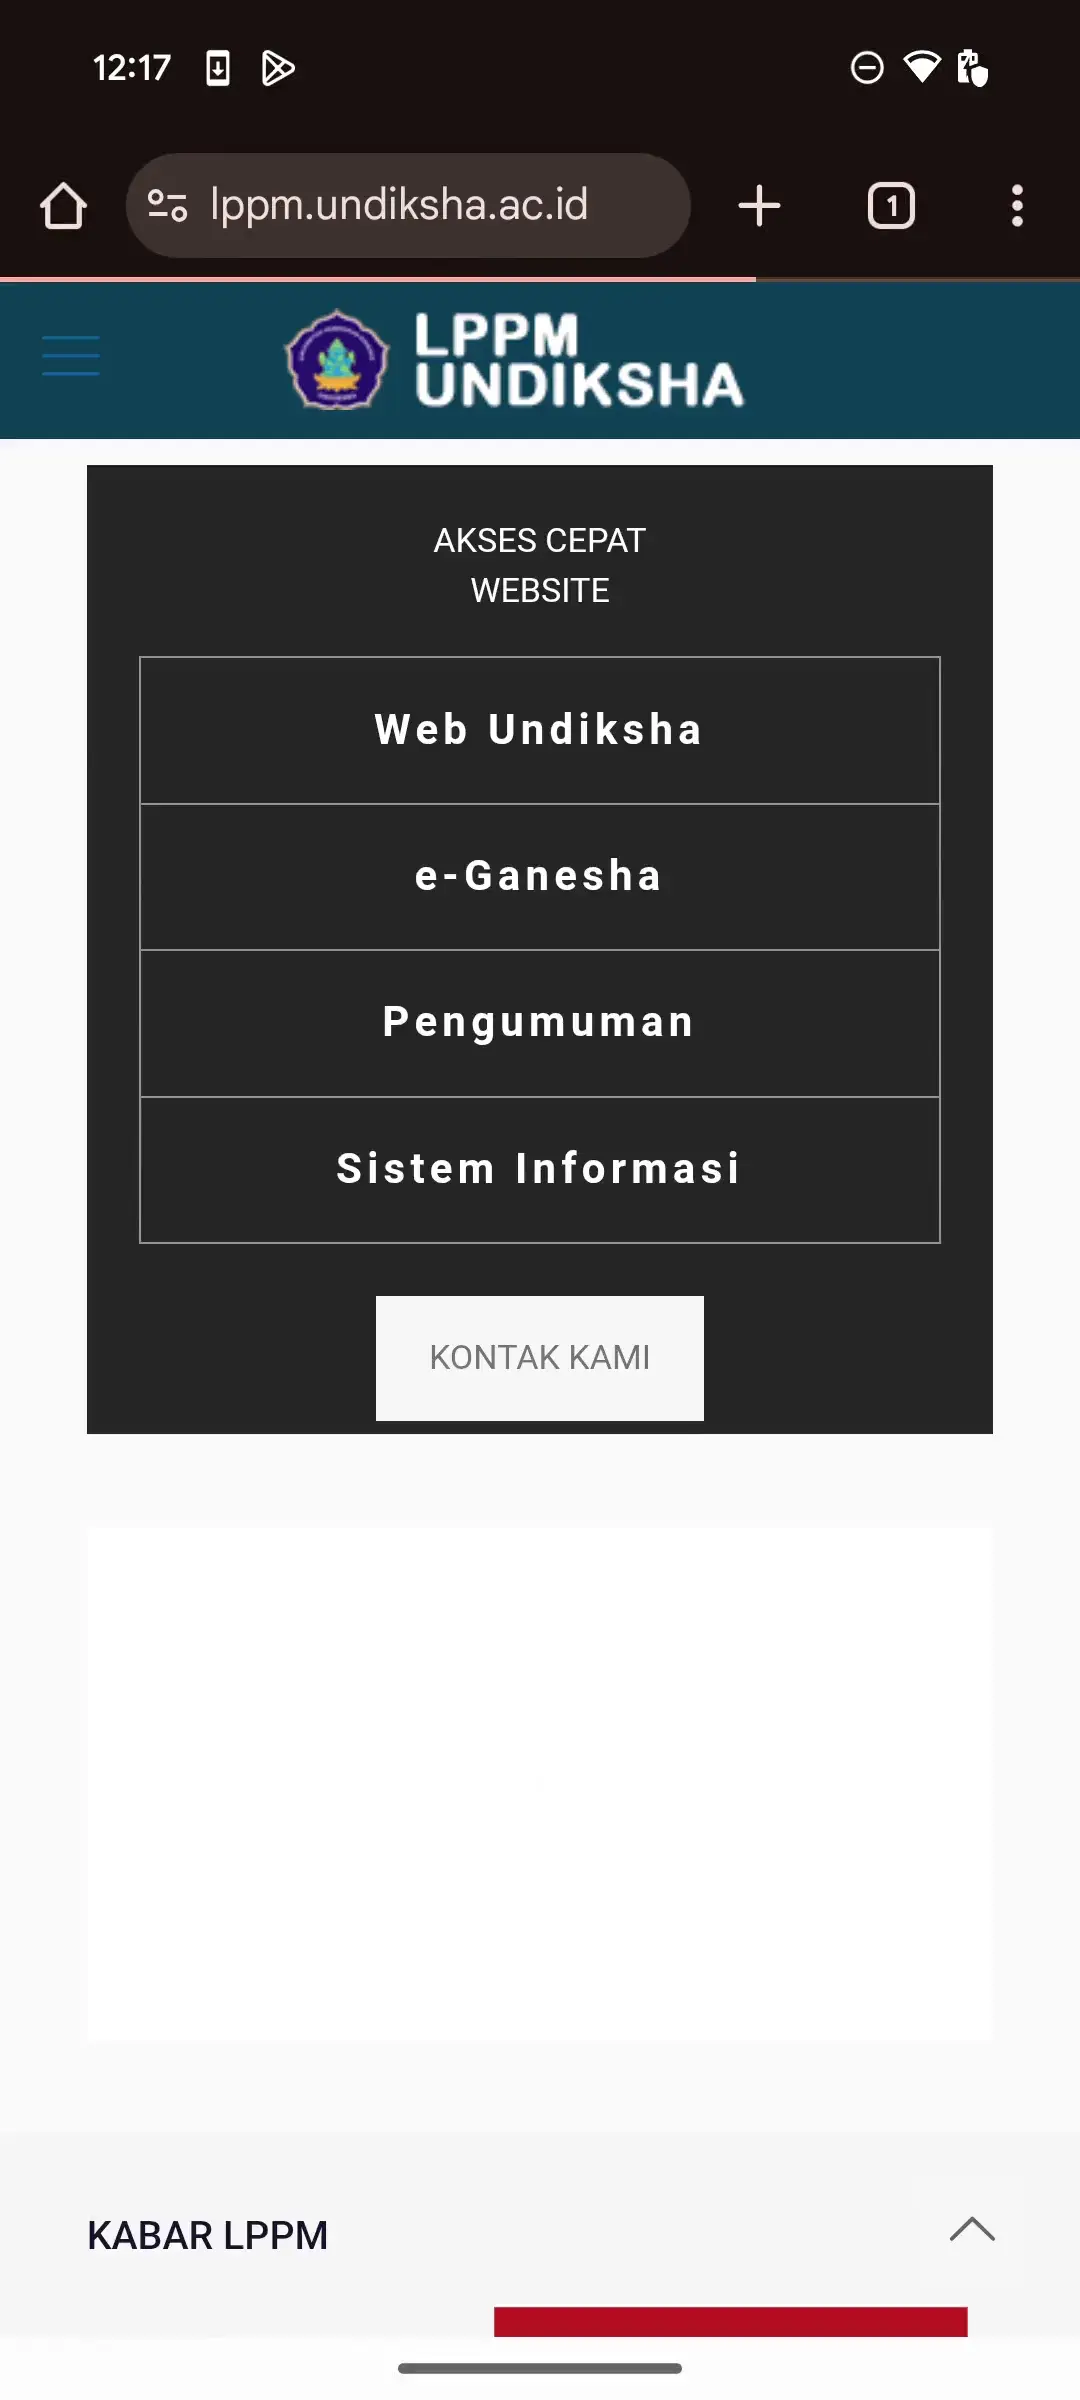 12:17
lppm.undiksha.ac.id
1
LPPM
UNDIKSHA
AKSES CEPAT
WEBSITE
Web Undiksha
e-Ganesha
Pengumuman
Sistem Informasi
KONTAK KAMI
KABAR LPPM